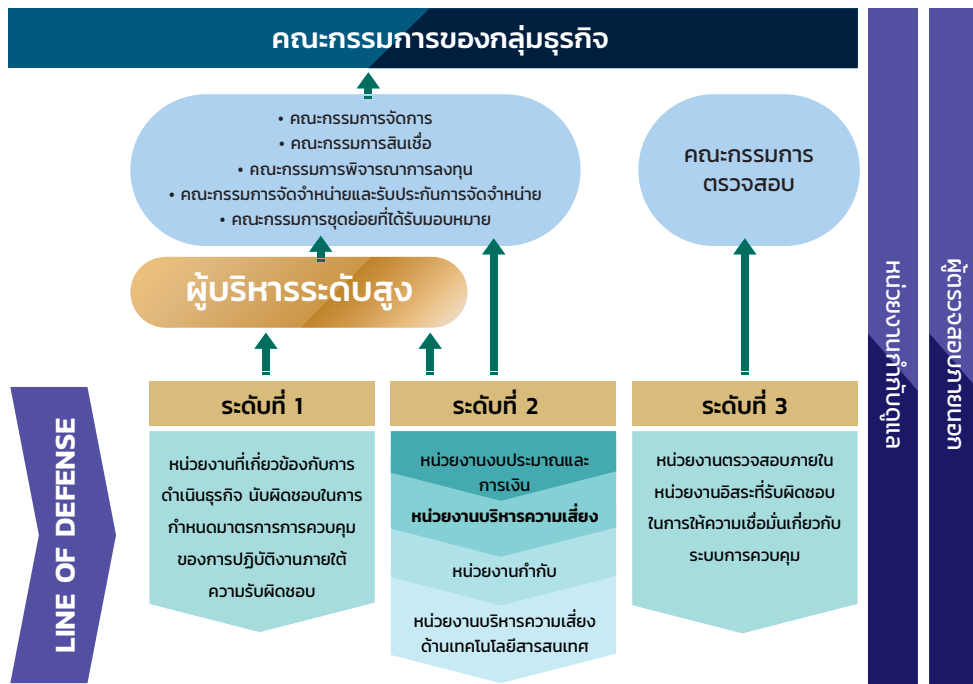 คณะกรรมการของกลุ่มธุรกิจ
• คณะกรรมการจัดการ
• คณะกรรมการสินเชื่อ
• คณะกรรมการพิจารณาการลงทุน
• คณะกรรมการจัดจำหน่ายและรับประกันการจัดจำหน่าย
• คณะกรรมการชุดย่อยที่ได้รับมอบหมาย
คณะกรรมการ
ตรวจสอบ
ผู้บริหารระดับสูง
LINE OF DEFENSE
ระดับที่ 1
หน่วยงานที่เกี่ยวข้องกับการ
ดำเนินธุรกิจ นับผิดชอบในการ
กำหนดมาตรการการควบคุม
ของการปฏิบัติงานภายใต้
ความรับผิดชอบ
ระดับที่ 2
หน่วยงานงบประมาณและ
การเงิน
หน่วยงานบริหารความเสี่ยง
หน่วยงานกำกับ
หน่วยงานบริหารความเสี่ยง
ด้านเทคโนโลยีสารสนเทศ
ระดับที่ 3
หน่วยงานตรวจสอบภายใน
หน่วยงานอิสระที่รับผิดชอบ
ในการให้ความเชื่อมั่นเกี่ยวกับ
ระบบการควบคุม
หน่วยงานกำกับดูแล
ผู้ตรวจสอบภายนอก